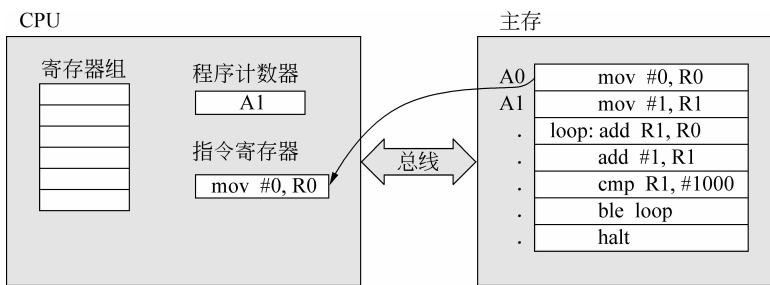 CPU
寄存器组
程序计数器
A1
指令寄存器
mov #0, R0
总线
主存
A0 mov #0, R0
A1 mov #1, R1
. loop: add R1, R0
. add #1, R1
. cmp R1, #1000
. ble loop
. halt